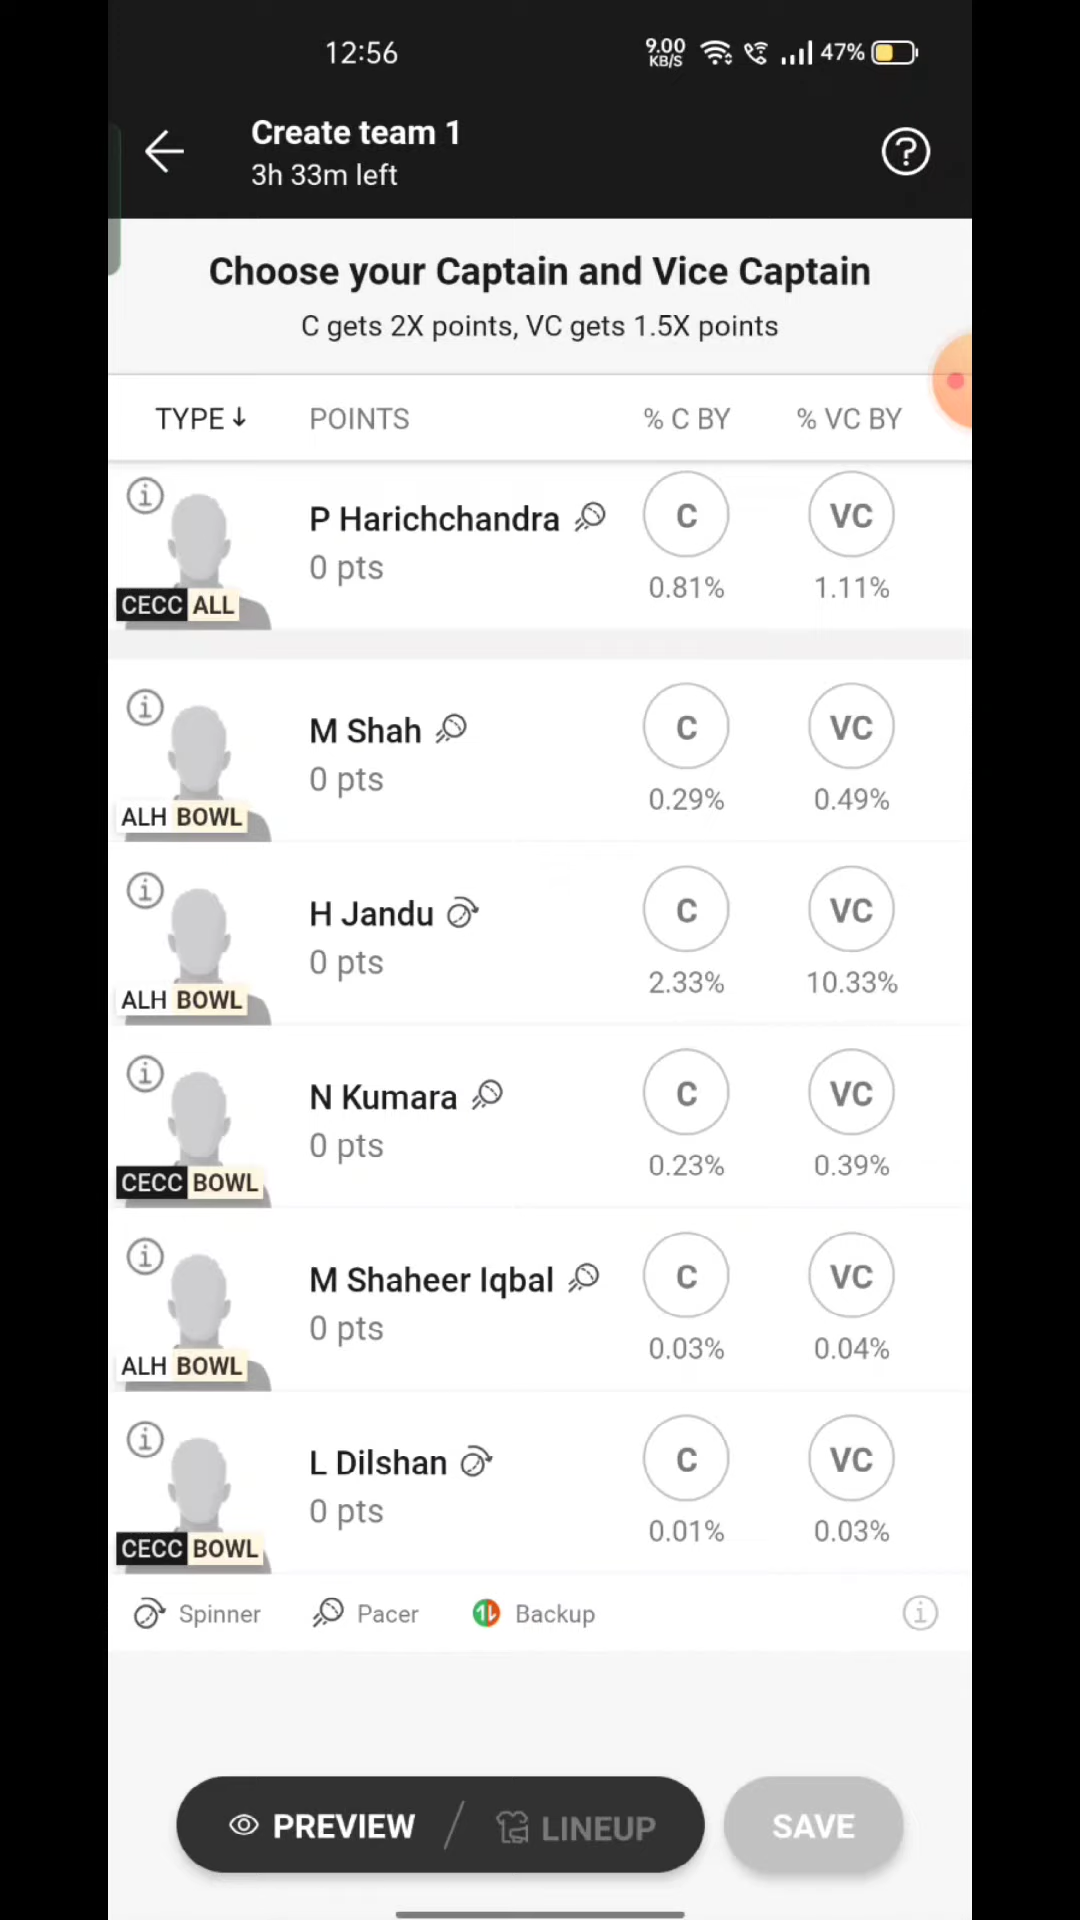 12:56
9.00 KB/S
47%
Create team 1
3h 33m left
Choose your Captain and Vice Captain
C gets 2X points, VC gets 1.5X points
TYPE↓ POINTS % C BY % VC BY
P Harichchandra C VC
0 pts 0.81% 1.11%
CECC ALL
M Shah C VC
0 pts 0.29% 0.49%
ALH BOWL
H Jandu C VC
0 pts 2.33% 10.33%
ALH BOWL
N Kumara C VC
0 pts 0.23% 0.39%
CECC BOWL
M Shaheer Iqbal C VC
0 pts 0.03% 0.04%
ALH BOWL
L Dilshan C VC
0 pts 0.01% 0.03%
CECC BOWL
Spinner Pacer Backup
PREVIEW / LINEUP SAVE